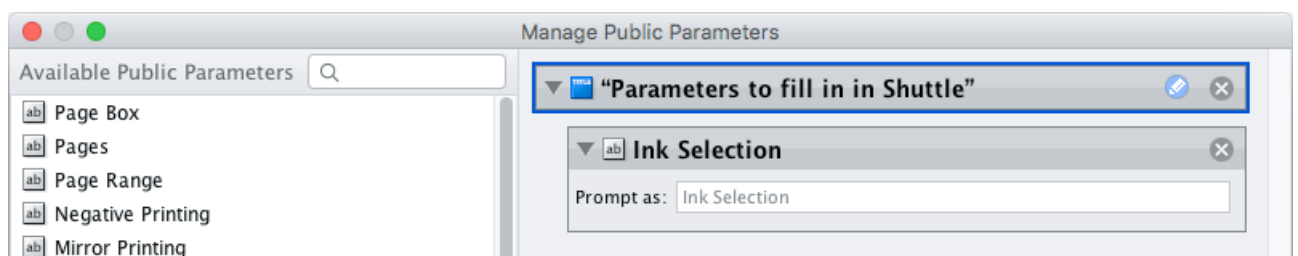 Manage Public Parameters
Available Public Parameters
Page Box
Pages
Page Range
Negative Printing
Mirror Printing
“Parameters to fill in in Shuttle”
Ink Selection
Prompt as: Ink Selection